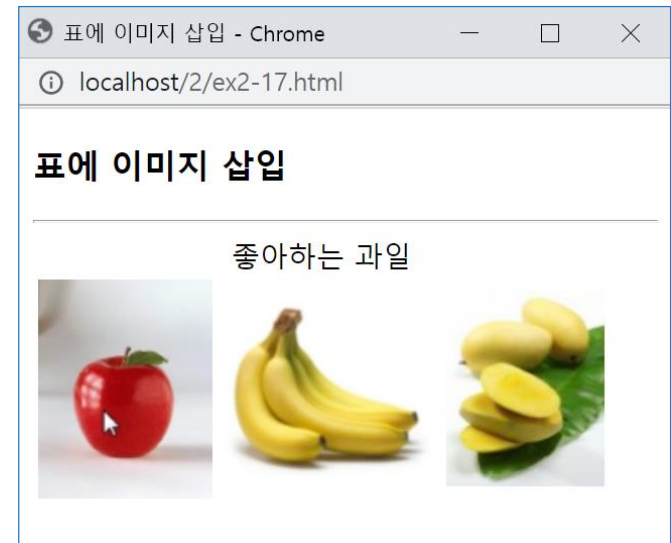 표에 이미지 삽입 - Chrome
localhost/2/ex2-17.html
표에 이미지 삽입
좋아하는 과일